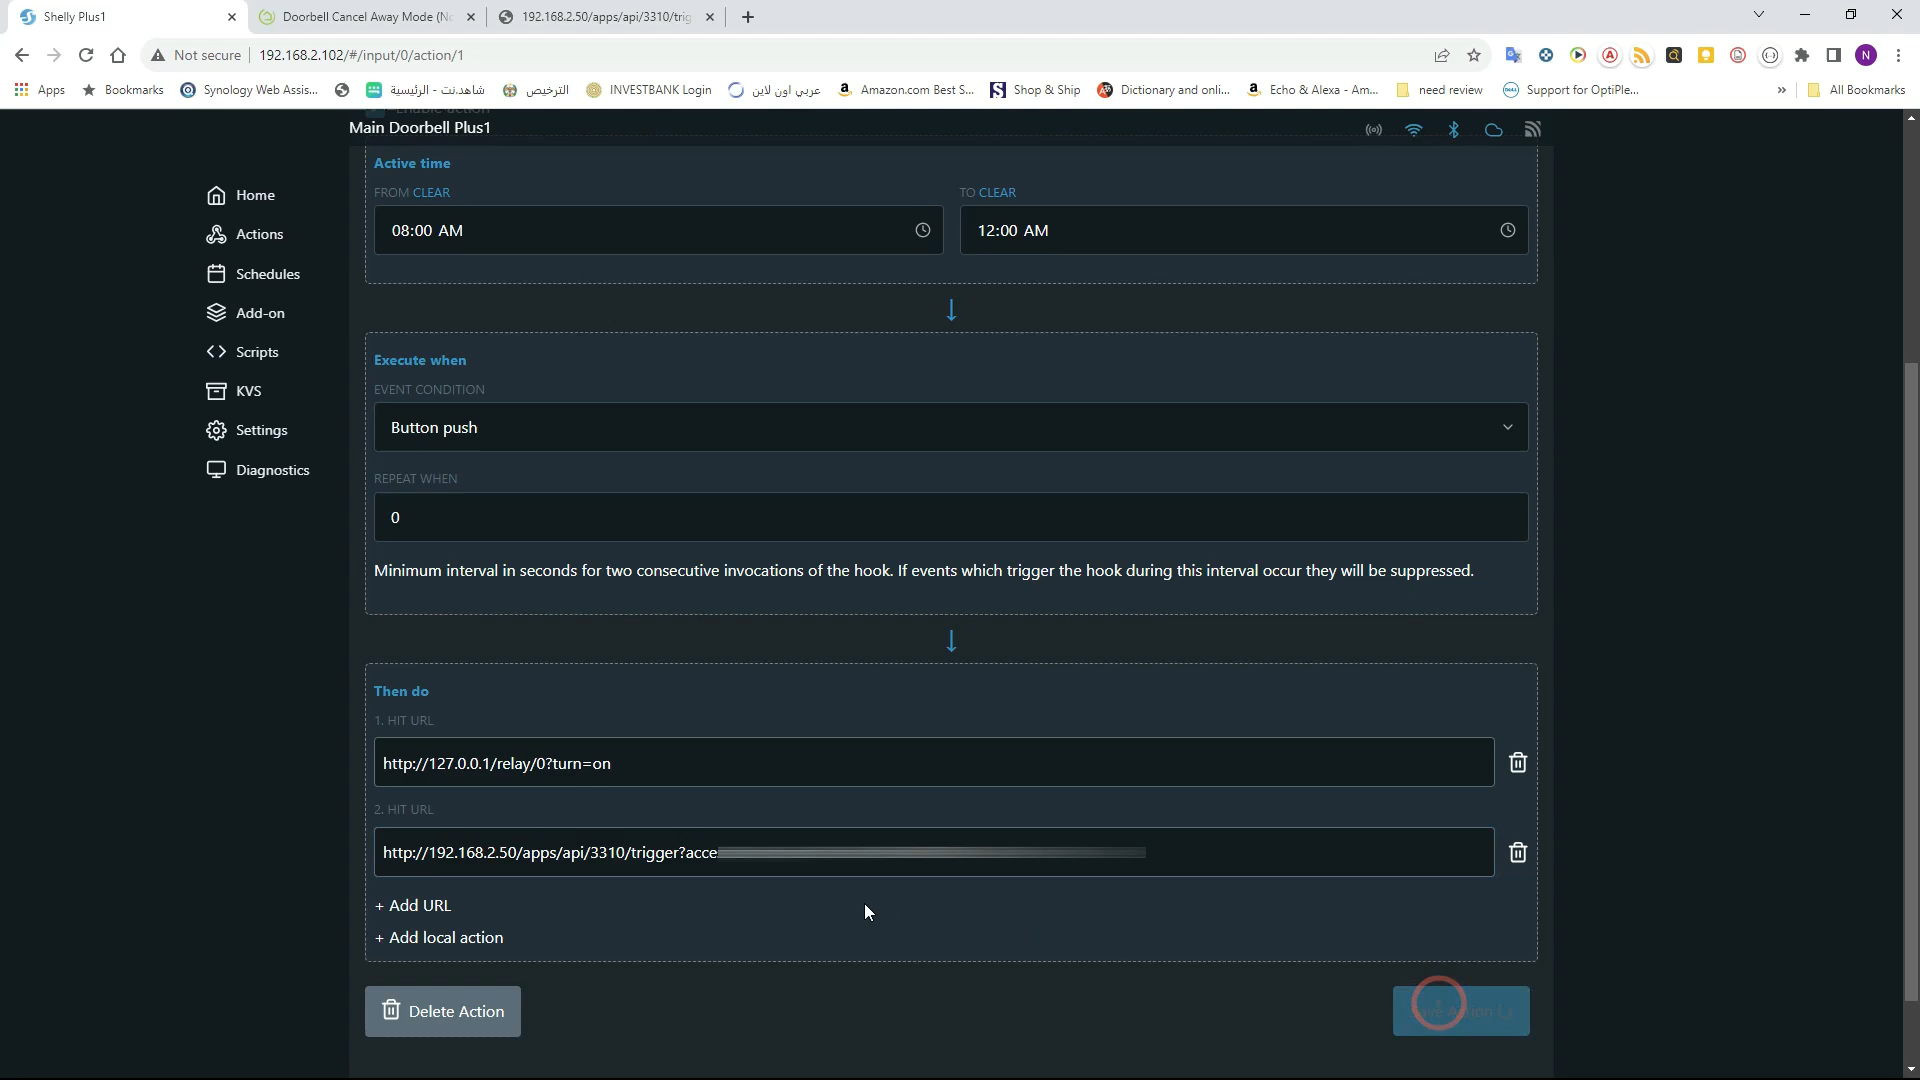 Shelly Plus1
Doorbell Cancel Away Mode (No
192.168.2.50/apps/api/3310/trig
Not secure
192.168.2.102/#/input/0/action/1
Apps
Bookmarks
Synology Web Assis...
شاهد.نت - الرئيسية
الترخيص
INVESTBANK Login
عربي اون لاين
Amazon.com Best S...
Shop & Ship
Dictionary and onli...
Echo & Alexa - Am...
need review
Support for OptiPle...
»
All Bookmarks
N
Enable action
Main Doorbell Plus1
Home
Actions
Schedules
Add-on
Scripts
KVS
Settings
Diagnostics
Active time
FROM CLEAR
TO CLEAR
08:00 AM
12:00 AM
Execute when
EVENT CONDITION
Button push
REPEAT WHEN
0
Minimum interval in seconds for two consecutive invocations of the hook. If events which trigger the hook during this interval occur they will be suppressed.
Then do
1. HIT URL
http://127.0.0.1/relay/0?turn=on
2. HIT URL
http://192.168.2.50/apps/api/3310/trigger?acce
+ Add URL
+ Add local action
Delete Action
Save Action